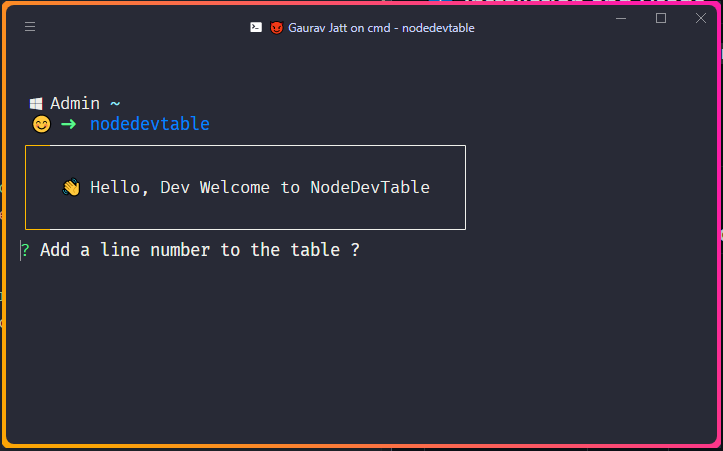 Gaurav Jatt on cmd - nodedevtable
Admin ~
➜ nodedevtable
👋 Hello, Dev Welcome to NodeDevTable
? Add a line number to the table ?